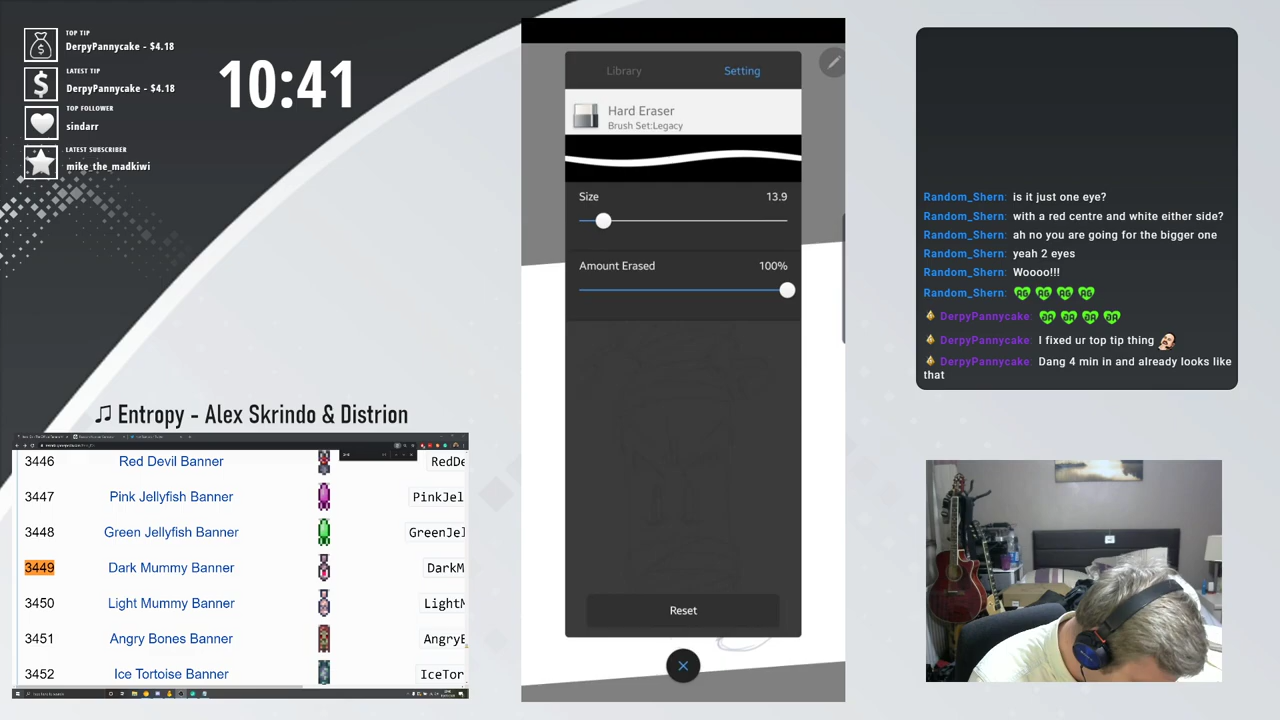 TOP TIP
DerpyPannycake - $4.18
LATEST TIP
DerpyPannycake - $4.18
TOP FOLLOWER
sindarr
LATEST SUBSCRIBER
mike_the_madkiwi
10:41
♫ Entropy - Alex Skrindo & Distrion
3446 Red Devil Banner RedDe
3447 Pink Jellyfish Banner PinkJel
3448 Green Jellyfish Banner GreenJel
3449 Dark Mummy Banner DarkM
3450 Light Mummy Banner LightM
3451 Angry Bones Banner AngryB
3452 Ice Tortoise Banner IceTor
Library Setting
Hard Eraser
Brush Set:Legacy
Size 13.9
Amount Erased 100%
Reset
Random_Shern: is it just one eye?
Random_Shern: with a red centre and white either side?
Random_Shern: ah no you are going for the bigger one
Random_Shern: yeah 2 eyes
Random_Shern: Woooo!!!
Random_Shern:
DerpyPannycake:
DerpyPannycake: I fixed ur top tip thing
DerpyPannycake: Dang 4 min in and already looks like
that